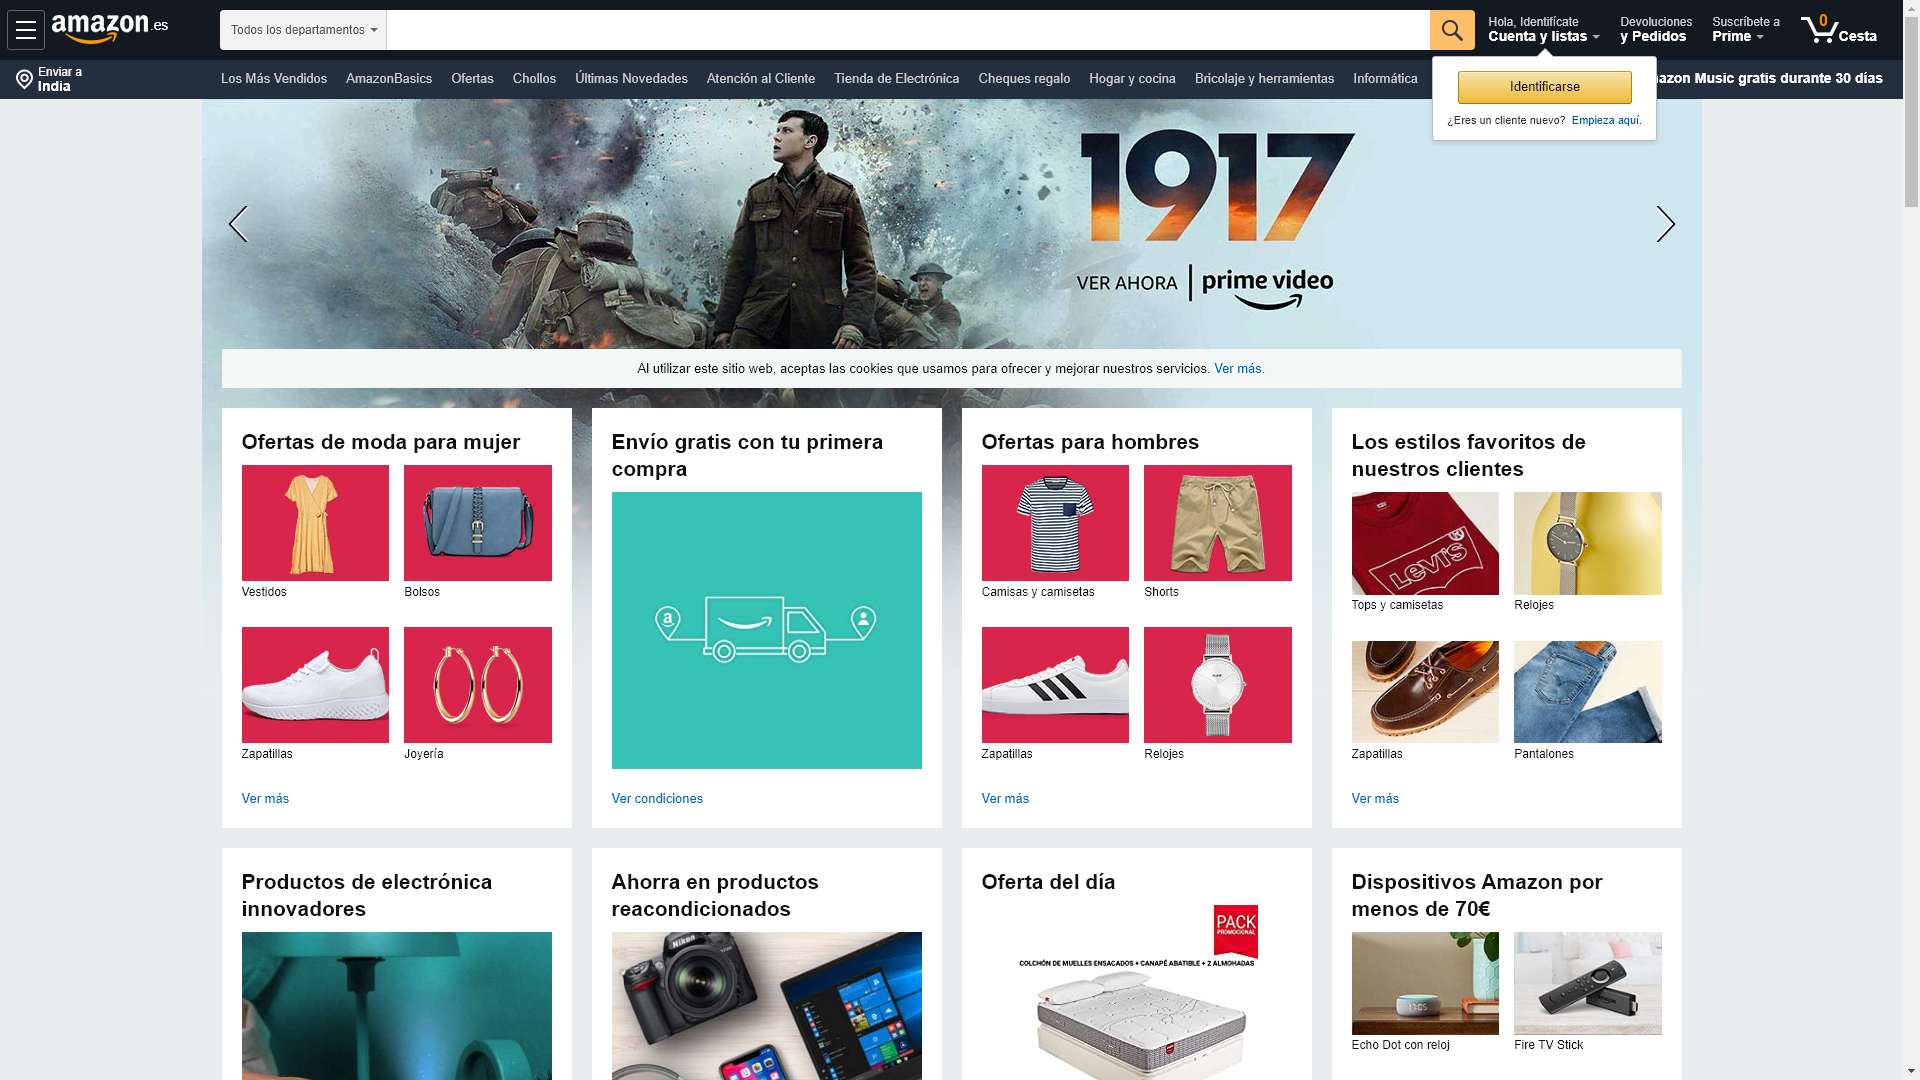 amazon.es
Todos los departamentos
Hola, Identifícate
Cuenta y listas
Devoluciones
y Pedidos
Suscríbete a
Prime
0
Cesta
Enviar a
India
Los Más Vendidos
AmazonBasics
Ofertas
Chollos
Últimas Novedades
Atención al Cliente
Tienda de Electrónica
Cheques regalo
Hogar y cocina
Bricolaje y herramientas
Informática
Music gratis durante 30 días
Identificarse
¿Eres un cliente nuevo? Empieza aquí.
1917
VER AHORA | prime video
Al utilizar este sitio web, aceptas las cookies que usamos para ofrecer y mejorar nuestros servicios. Ver más.
Ofertas de moda para mujer
Vestidos
Bolsos
Zapatillas
Joyería
Ver más
Envío gratis con tu primera
compra
a
Ver condiciones
Ofertas para hombres
Camisas y camisetas
Shorts
Zapatillas
Relojes
Ver más
Los estilos favoritos de
nuestros clientes
Levi's
Tops y camisetas
Relojes
Zapatillas
Pantalones
Ver más
Productos de electrónica
innovadores
Ahorra en productos
reacondicionados
Nikon
Oferta del día
PACK
PROMOCIONAL
COLCHÓN DE MUELLES ENSACADOS + CANAPÉ ABATIBLE + 2 ALMOHADAS
Dispositivos Amazon por
menos de 70€
17:05
Echo Dot con reloj
Fire TV Stick